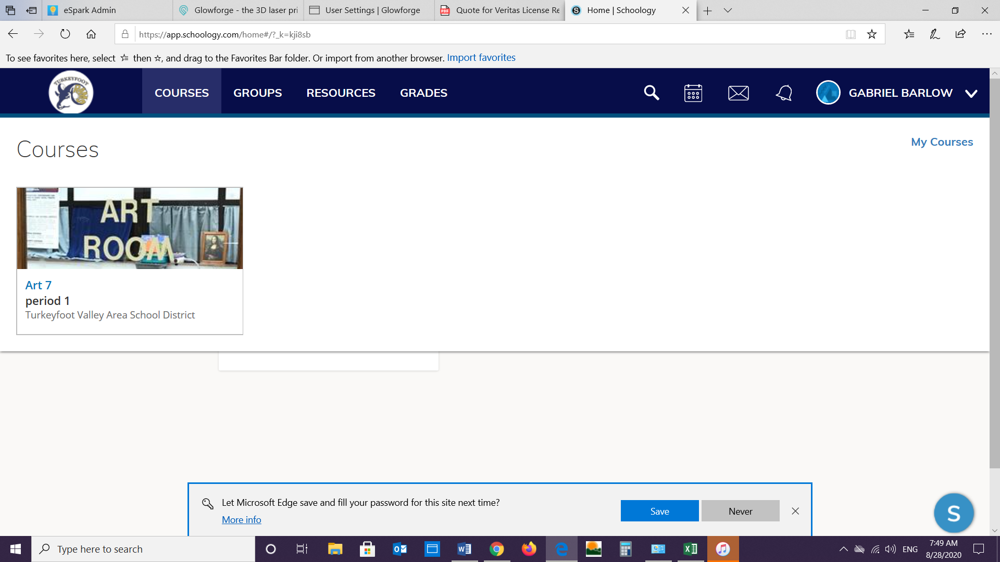 eSpark Admin
Glowforge - the 3D laser pri
User Settings | Glowforge
Quote for Veritas License Re
Home | Schoology
https://app.schoology.com/home#/?_k=kji8sb
To see favorites here, select then , and drag to the Favorites Bar folder. Or import from another browser. Import favorites
TURKEYFOOT
COURSES
GROUPS
RESOURCES
GRADES
GABRIEL BARLOW
Courses
My Courses
ART
ROOM
Art 7
period 1
Turkeyfoot Valley Area School District
Let Microsoft Edge save and fill your password for this site next time?
More info
Save
Never
S
Type here to search
ENG
7:49 AM
8/28/2020